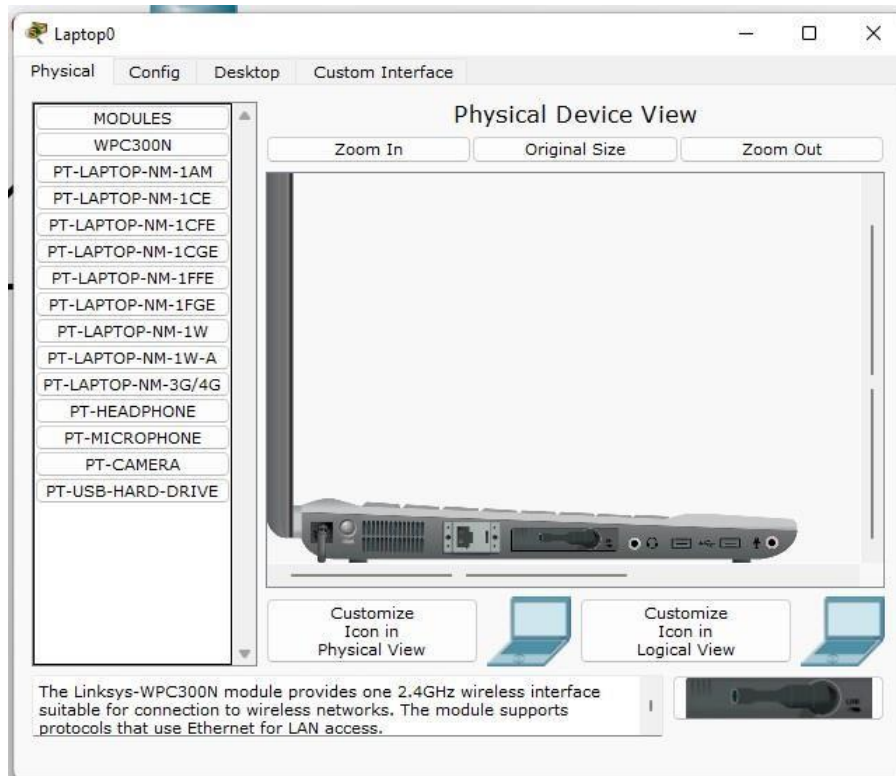 Laptop0
Physical Config Desktop Custom Interface
MODULES
WPC300N
PT-LAPTOP-NM-1AM
PT-LAPTOP-NM-1CE
PT-LAPTOP-NM-1CFE
PT-LAPTOP-NM-1CGE
PT-LAPTOP-NM-1FFE
PT-LAPTOP-NM-1FGE
PT-LAPTOP-NM-1W
PT-LAPTOP-NM-1W-A
PT-LAPTOP-NM-3G/4G
PT-HEADPHONE
PT-MICROPHONE
PT-CAMERA
PT-USB-HARD-DRIVE
Physical Device View
Zoom In Original Size Zoom Out
Customize
Icon in
Physical View
Customize
Icon in
Logical View
The Linksys-WPC300N module provides one 2.4GHz wireless interface
suitable for connection to wireless networks. The module supports
protocols that use Ethernet for LAN access.